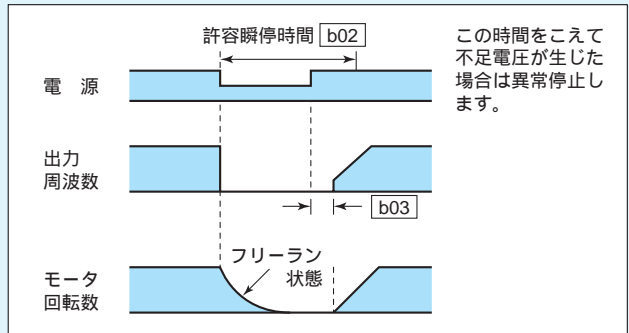 許容瞬停時間 b02
この時間をこえて
不足電圧が生じた
場合は異常停止し
ます。
電 源
出力
周波数
b03
フリーラン
状態
モータ
回転数